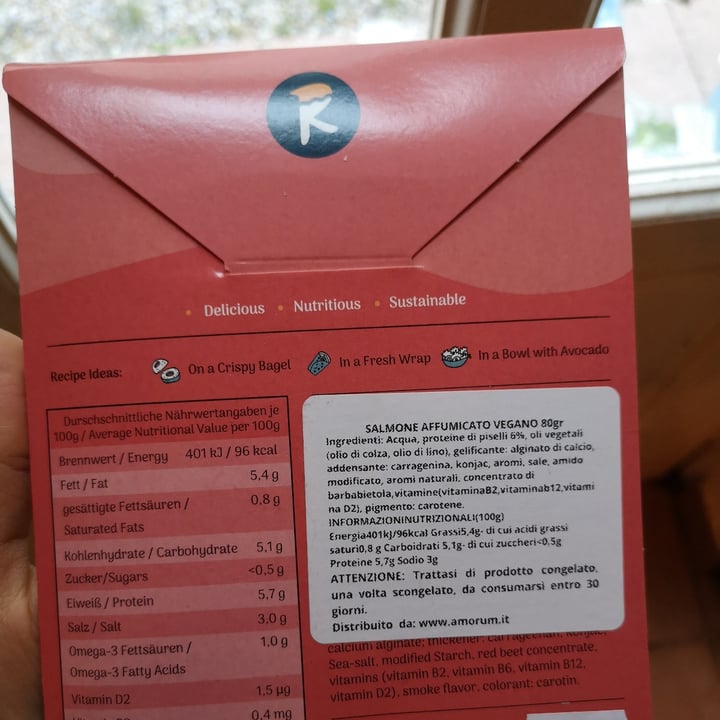 K
• Delicious • Nutritious • Sustainable
Recipe Ideas: On a Crispy Bagel In a Fresh Wrap In a Bowl with Avocado
Durschschnittliche Nährwertangaben je
100g / Average Nutritional Value per 100g
Brennwert / Energy 401 kJ / 96 kcal
Fett / Fat 5,4 g
gesättigte Fettsäuren / 0,8 g
Saturated Fats
Kohlenhydrate / Carbohydrate 5,1 g
Zucker/Sugars <0,5 g
Eiweiß / Protein 5,7 g
Salz / Salt 3.0 g
Omega-3 Fettsäuren / 1,0 g
Omega-3 Fatty Acids
Vitamin D2 1,5 µg
0,4 mg
SALMONE AFFUMICATO VEGANO 80gr
Ingredienti: Acqua, proteine di piselli 6%, oli vegetali
(olio di colza, olio di lino), gelificante: alginato di calcio,
addensante: carragenina, konjac, aromi, sale, amido
modificato, aromi naturali, concentrato di
barbabietola,vitamine(vitaminaB2,vitaminab12,vitami
na D2), pigmento: carotene.
INFORMAZIONINUTRIZIONALI(100g)
Energia401kJ/96kcal Grassi5,4g- di cui acidi grassi
saturi0,8 g Carboidrati 5,1g- di cui zuccheri<0,5g
Proteine 5,7g Sodio 3g
ATTENZIONE: Trattasi di prodotto congelato,
una volta scongelato, da consumarsi entro 30
giorni.
Distribuito da: www.amorum.it
calcium alginate; thickener: carrageenan, konjac,
Sea-salt, modified Starch, red beet concentrate,
vitamins (vitamin B2, vitamin B6, vitamin B12,
vitamin D2), smoke flavor, colorant: carotin.